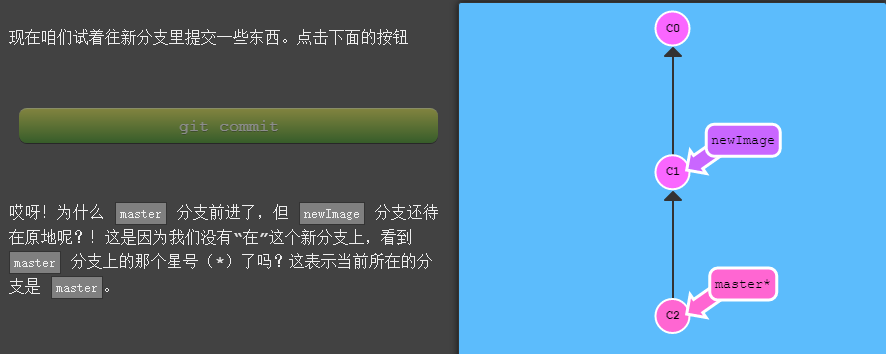 现在咱们试着往新分支里提交一些东西。点击下面的按钮
git commit
哎呀！为什么 master 分支前进了，但 newImage 分支还待
在原地呢？！这是因为我们没有“在”这个新分支上，看到
master 分支上的那个星号（*）了吗？这表示当前所在的分
支是 master。
C0
newImage
C1
master*
C2